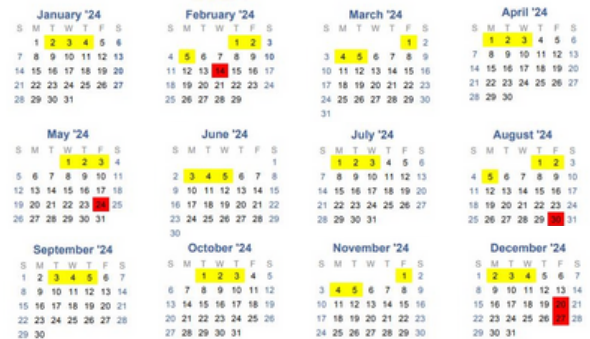 January '24
S M T W T F S
1 2 3 4 5 6
7 8 9 10 11 12 13
14 15 16 17 18 19 20
21 22 23 24 25 26 27
28 29 30 31
February '24
S M T W T F S
1 2 3
4 5 6 7 8 9 10
11 12 13 14 15 16 17
18 19 20 21 22 23 24
25 26 27 28 29
March '24
S M T W T F S
1 2
3 4 5 6 7 8 9
10 11 12 13 14 15 16
17 18 19 20 21 22 23
24 25 26 27 28 29 30
31
April '24
S M T W T F S
1 2 3 4 5 6
7 8 9 10 11 12 13
14 15 16 17 18 19 20
21 22 23 24 25 26 27
28 29 30
May '24
S M T W T F S
1 2 3 4
5 6 7 8 9 10 11
12 13 14 15 16 17 18
19 20 21 22 23 24 25
26 27 28 29 30 31
June '24
S M T W T F S
1
2 3 4 5 6 7 8
9 10 11 12 13 14 15
16 17 18 19 20 21 22
23 24 25 26 27 28 29
30
July '24
S M T W T F S
1 2 3 4 5 6
7 8 9 10 11 12 13
14 15 16 17 18 19 20
21 22 23 24 25 26 27
28 29 30 31
August '24
S M T W T F S
1 2 3
4 5 6 7 8 9 10
11 12 13 14 15 16 17
18 19 20 21 22 23 24
25 26 27 28 29 30 31
September '24
S M T W T F S
1 2 3 4 5 6 7
8 9 10 11 12 13 14
15 16 17 18 19 20 21
22 23 24 25 26 27 28
29 30
October '24
S M T W T F S
1 2 3 4 5
6 7 8 9 10 11 12
13 14 15 16 17 18 19
20 21 22 23 24 25 26
27 28 29 30 31
November '24
S M T W T F S
1 2
3 4 5 6 7 8 9
10 11 12 13 14 15 16
17 18 19 20 21 22 23
24 25 26 27 28 29 30
December '24
S M T W T F S
1 2 3 4 5 6 7
8 9 10 11 12 13 14
15 16 17 18 19 20 21
22 23 24 25 26 27 28
29 30 31